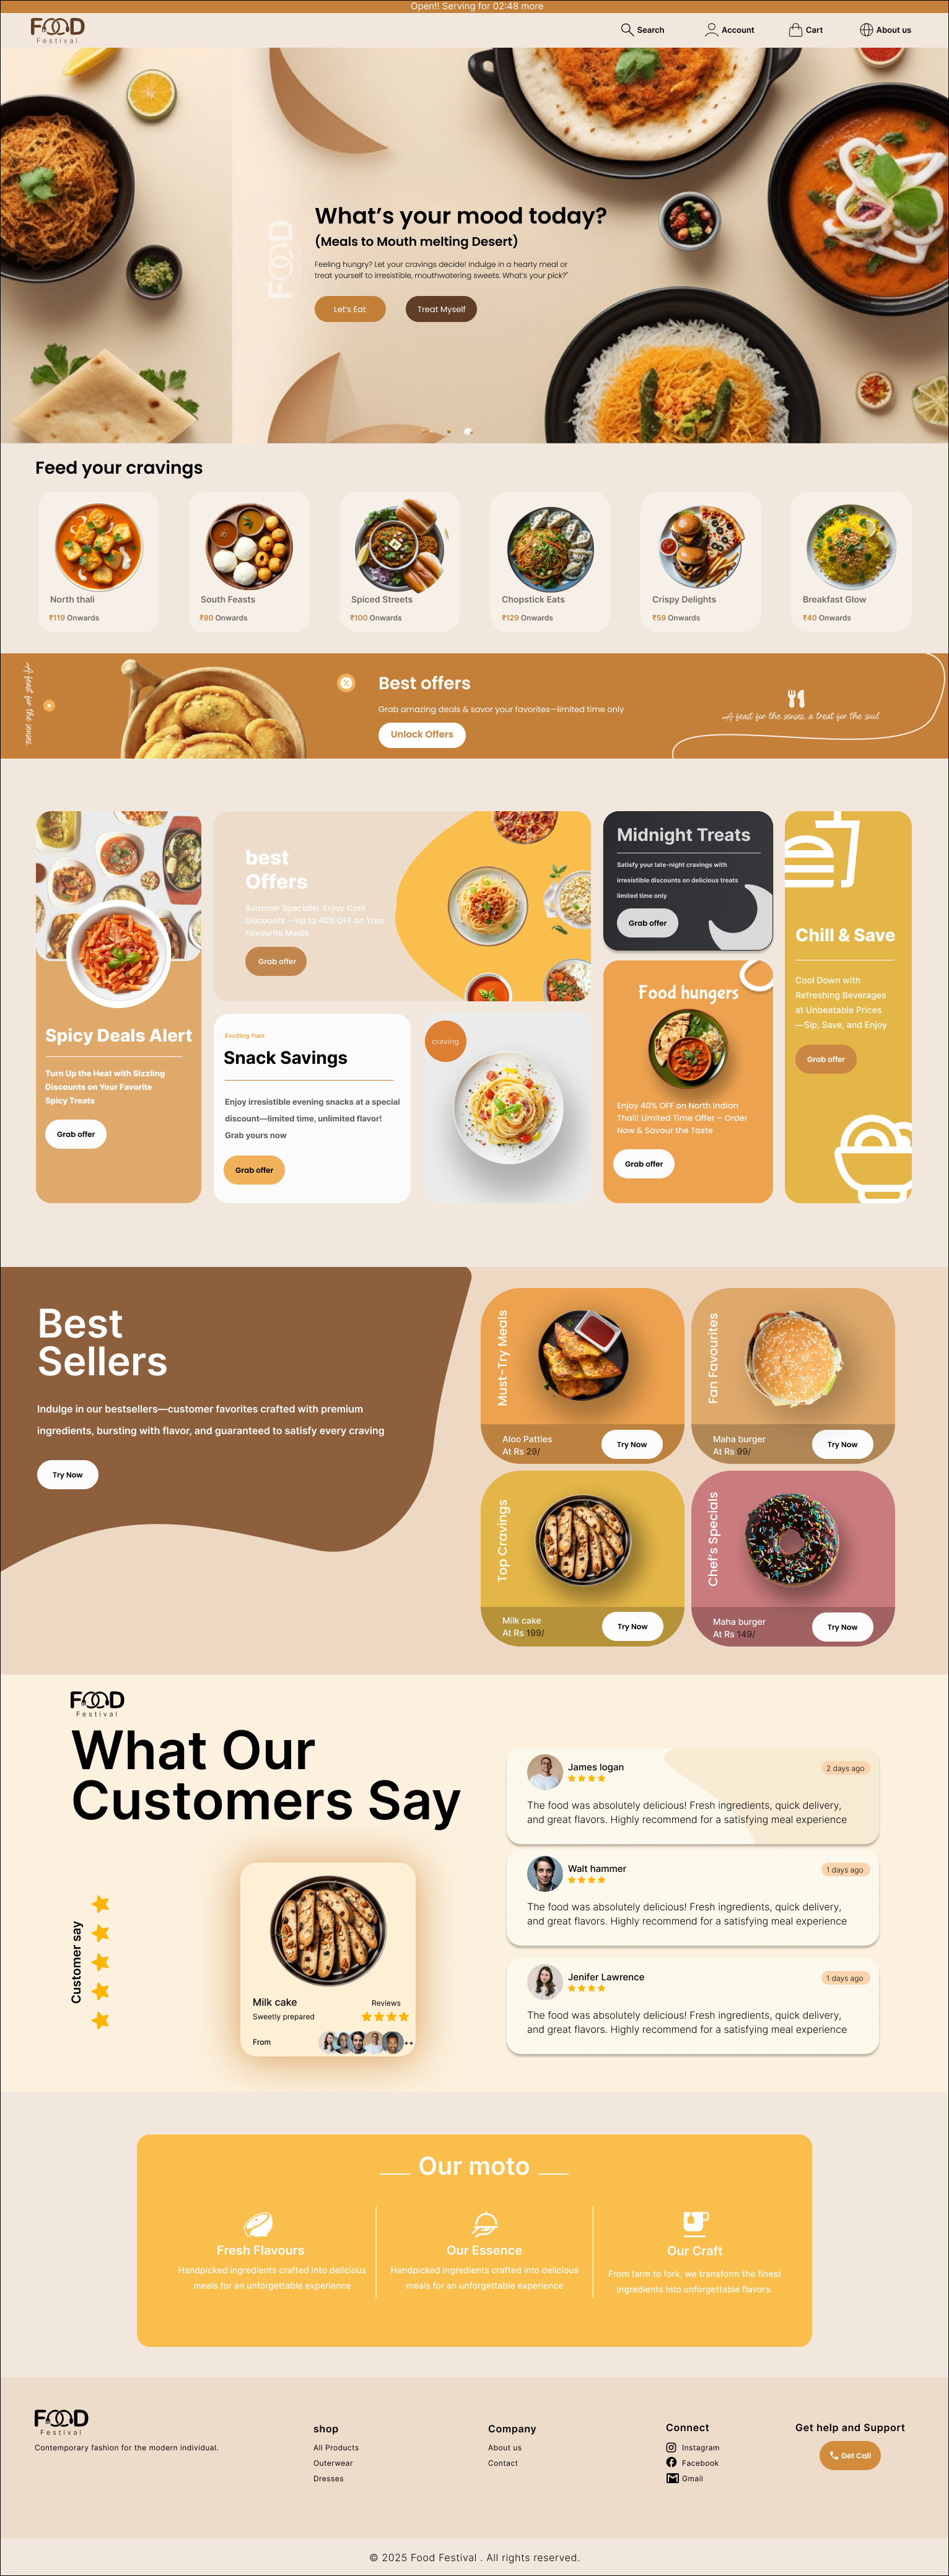 Open!! Serving for 02:48 more
FOOD
Festival
Search
Account
Cart
About us
FOOD
What's your mood today?
(Meals to Mouth melting Desert)
Feeling hungry? Let your cravings decide! Indulge in a hearty meal or
treat yourself to irresistible, mouthwatering sweets. What's your pick?"
Let's Eat
Treat Myself
Feed your cravings
North thali
₹119 Onwards
South Feasts
₹80 Onwards
Spiced Streets
₹100 Onwards
Chopstick Eats
₹129 Onwards
Crispy Delights
₹59 Onwards
Breakfast Glow
₹40 Onwards
A feast for the senses,
Best offers
Grab amazing deals & savor your favorites—limited time only
Unlock Offers
A feast for the senses, a treat for the soul
Spicy Deals Alert
Turn Up the Heat with Sizzling
Discounts on Your Favorite
Spicy Treats
Grab offer
best
Offers
Summer Specials! Enjoy Cool
Discounts – Up to 40% OFF on Your
Favourite Meals
Grab offer
Exciting Yum
Snack Savings
Enjoy irresistible evening snacks at a special
discount—limited time, unlimited flavor!
Grab yours now
Grab offer
craving
Midnight Treats
Satisfy your late-night cravings with
irresistible discounts on delicious treats
limited time only
Grab offer
Food hungers
Enjoy 40% OFF on North Indian
Thali! Limited Time Offer – Order
Now & Savour the Taste
Grab offer
Chill & Save
Cool Down with
Refreshing Beverages
at Unbeatable Prices
—Sip, Save, and Enjoy
Grab offer
Best
Sellers
Indulge in our bestsellers—customer favorites crafted with premium
ingredients, bursting with flavor, and guaranteed to satisfy every craving
Try Now
Must-Try Meals
Aloo Patties
At Rs 29/
Try Now
Fan Favourites
Maha burger
At Rs 99/
Try Now
Top Cravings
Milk cake
At Rs 199/
Try Now
Chef's Specials
Maha burger
At Rs 149/
Try Now
FOOD
Festival
What Our
Customers Say
Customer say
Milk cake
Reviews
Sweetly prepared
From
++
James logan
2 days ago
The food was absolutely delicious! Fresh ingredients, quick delivery,
and great flavors. Highly recommend for a satisfying meal experience
Walt hammer
1 days ago
The food was absolutely delicious! Fresh ingredients, quick delivery,
and great flavors. Highly recommend for a satisfying meal experience
Jenifer Lawrence
1 days ago
The food was absolutely delicious! Fresh ingredients, quick delivery,
and great flavors. Highly recommend for a satisfying meal experience
Our moto
Fresh Flavours
Handpicked ingredients crafted into delicious
meals for an unforgettable experience
Our Essence
Handpicked ingredients crafted into delicious
meals for an unforgettable experience
Our Craft
From farm to fork, we transform the finest
ingredients into unforgettable flavors.
FOOD
Festival
Contemporary fashion for the modern individual.
shop
All Products
Outerwear
Dresses
Company
About us
Contact
Connect
Instagram
Facebook
Gmail
Get help and Support
Get Call
© 2025 Food Festival . All rights reserved.